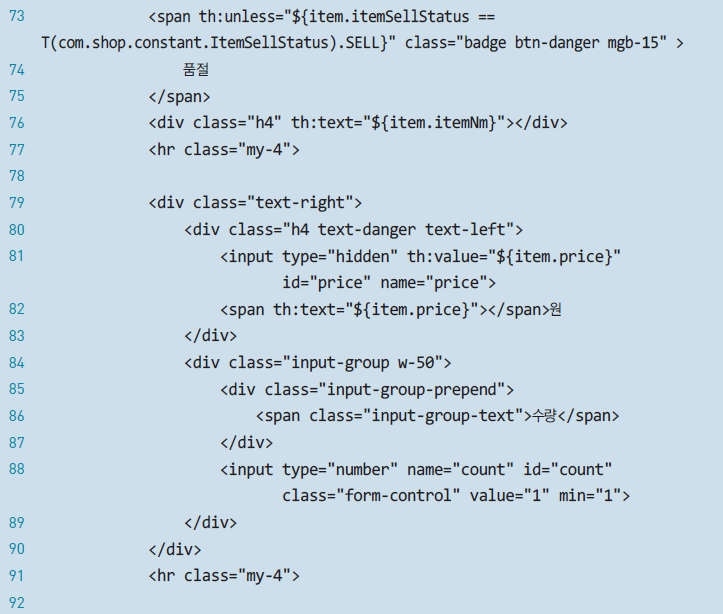 73 <span th:unless="${item.itemSellStatus ==
T(com.shop.constant.ItemSellStatus).SELL}" class="badge btn-danger mgb-15" >
74 품절
75 </span>
76 <div class="h4" th:text="${item.itemNm}"></div>
77 <hr class="my-4">
78
79 <div class="text-right">
80 <div class="h4 text-danger text-left">
81 <input type="hidden" th:value="${item.price}"
id="price" name="price">
82 <span th:text="${item.price}"></span>원
83 </div>
84 <div class="input-group w-50">
85 <div class="input-group-prepend">
86 <span class="input-group-text">수량</span>
87 </div>
88 <input type="number" name="count" id="count"
class="form-control" value="1" min="1">
89 </div>
90 </div>
91 <hr class="my-4">
92